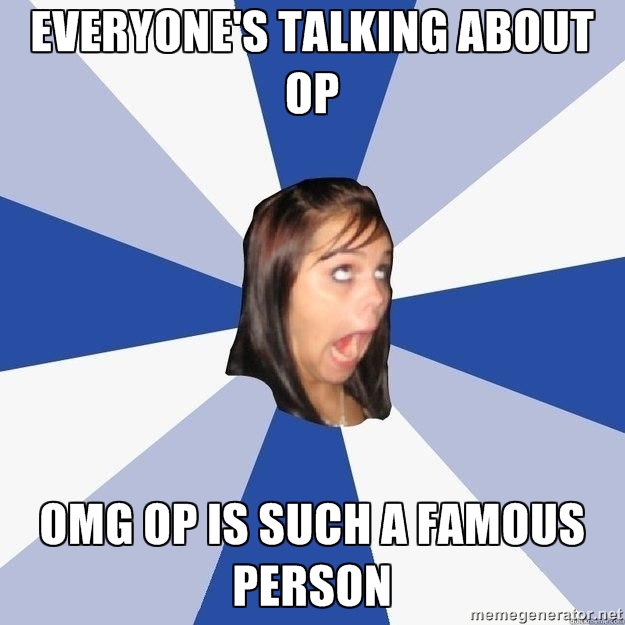 EVERYONE'S TALKING ABOUT
OP
OMG OP IS SUCH A FAMOUS
PERSON
memegenerator.net